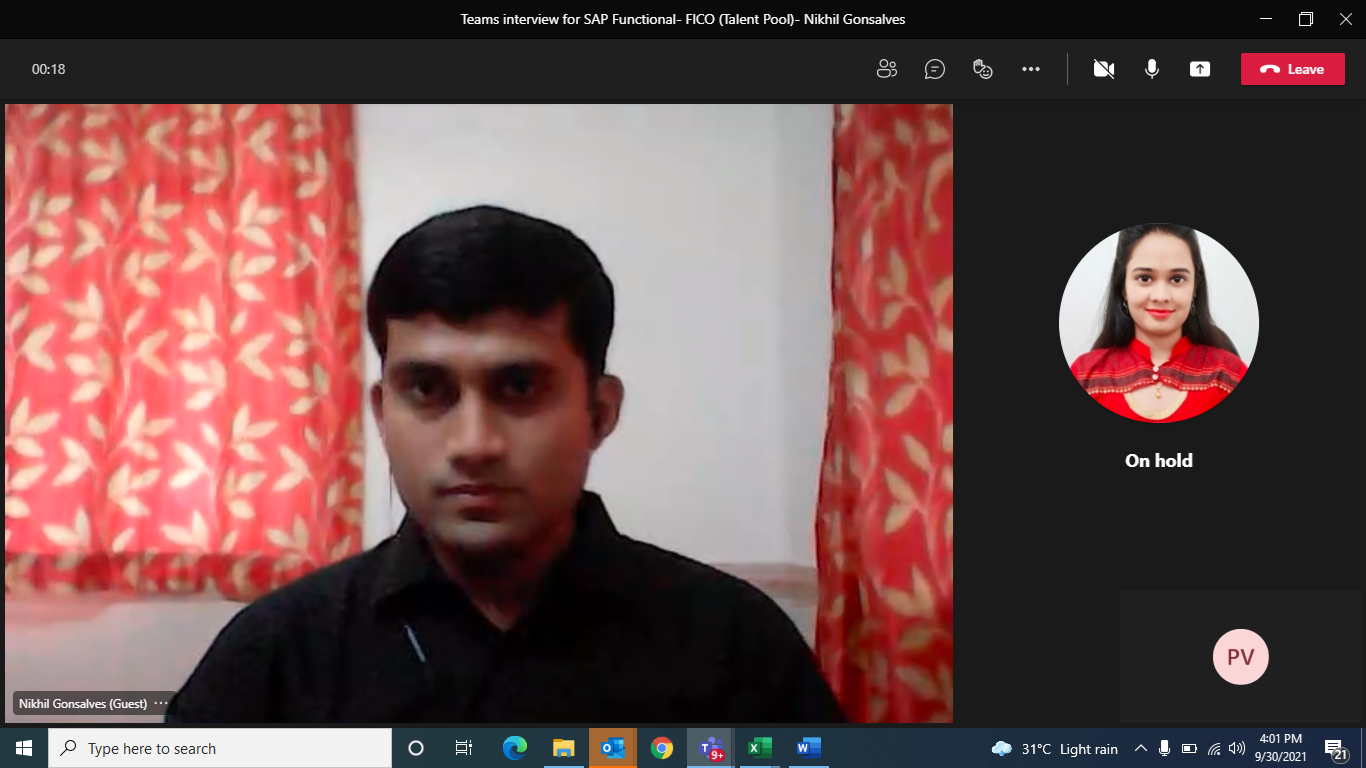 Teams interview for SAP Functional- FICO (Talent Pool)- Nikhil Gonsalves
00:18
Leave
On hold
PV
Nikhil Gonsalves (Guest) ···
Type here to search
9+
31°C Light rain
4:01 PM
9/30/2021
21